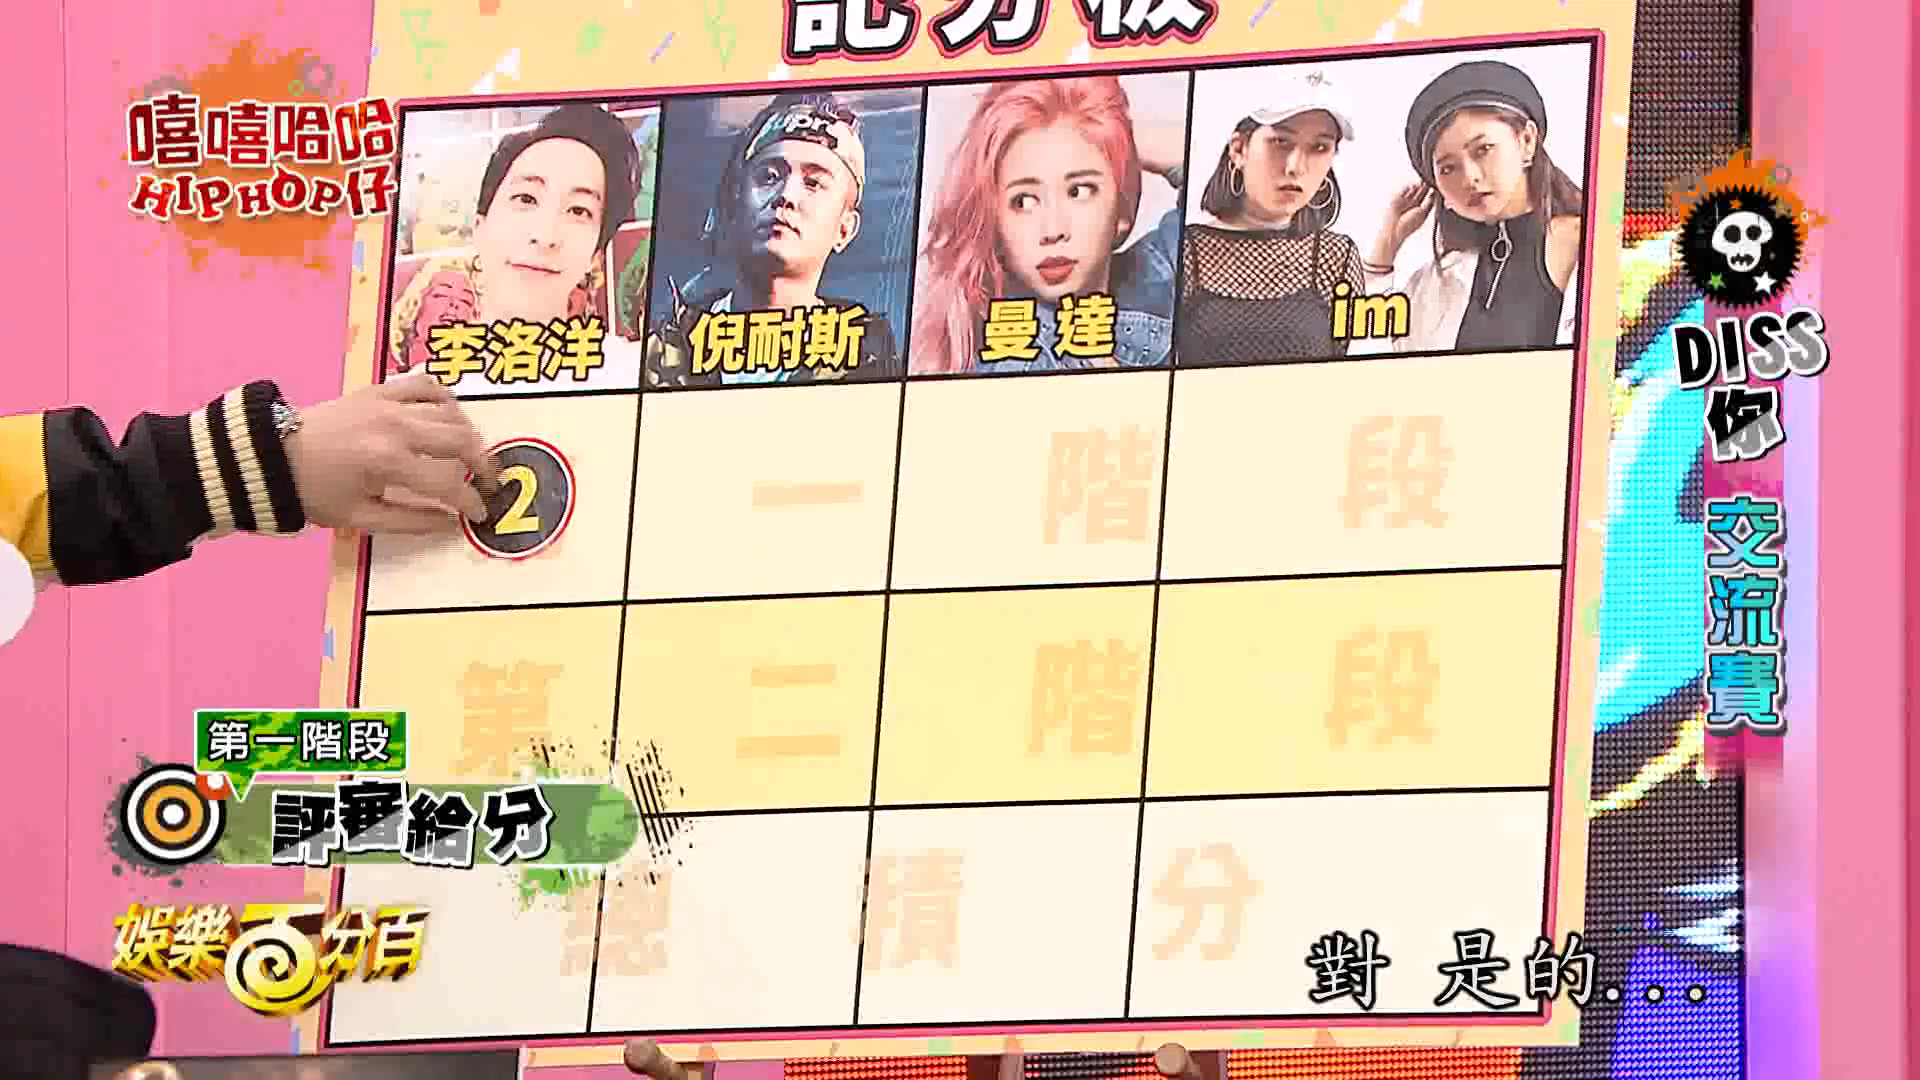 記分板
嘻嘻哈哈
HIPHOP仔
supre
李洛洋
倪耐斯
曼達
im
DISS
你
交流賽
2
一階段
第二階段
總積分
第一階段
評審給分
娛樂百分百
對 是的...